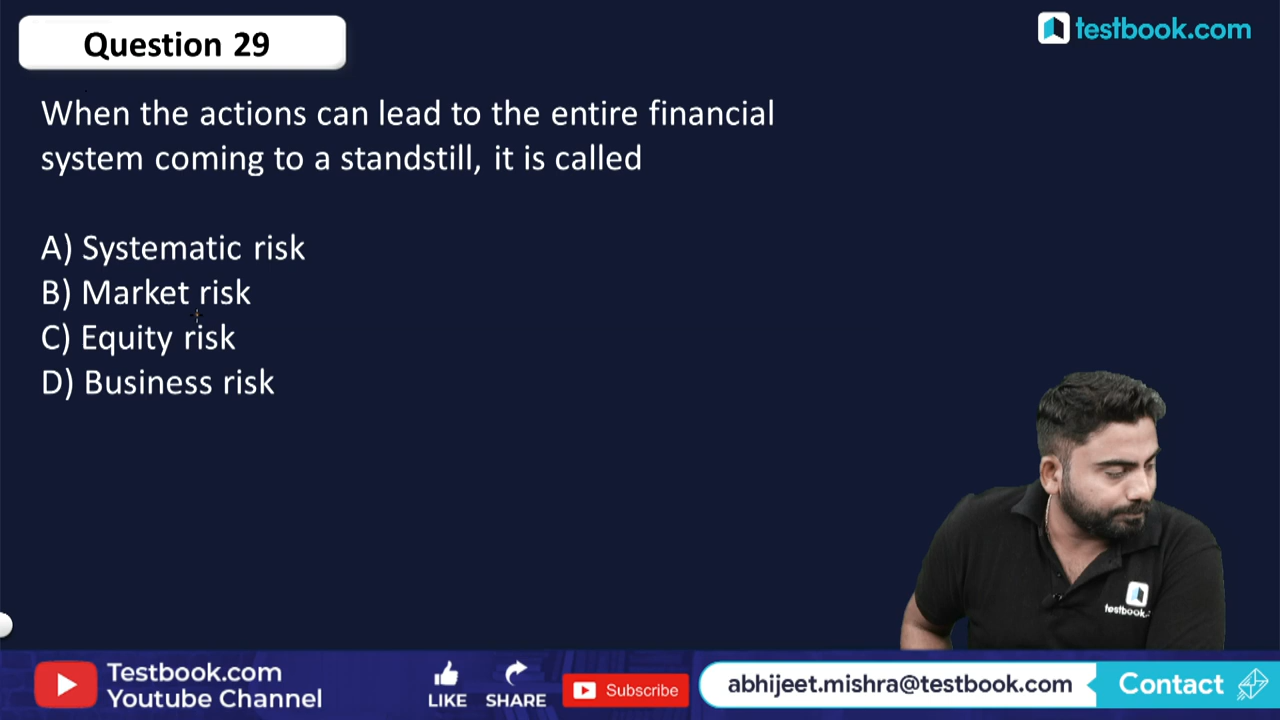 Question 29
testbook.com
When the actions can lead to the entire financial
system coming to a standstill, it is called
A) Systematic risk
B) Market risk
C) Equity risk
D) Business risk
testbook.
Testbook.com
Youtube Channel
LIKE
SHARE
Subscribe
abhijeet.mishra@testbook.com
Contact